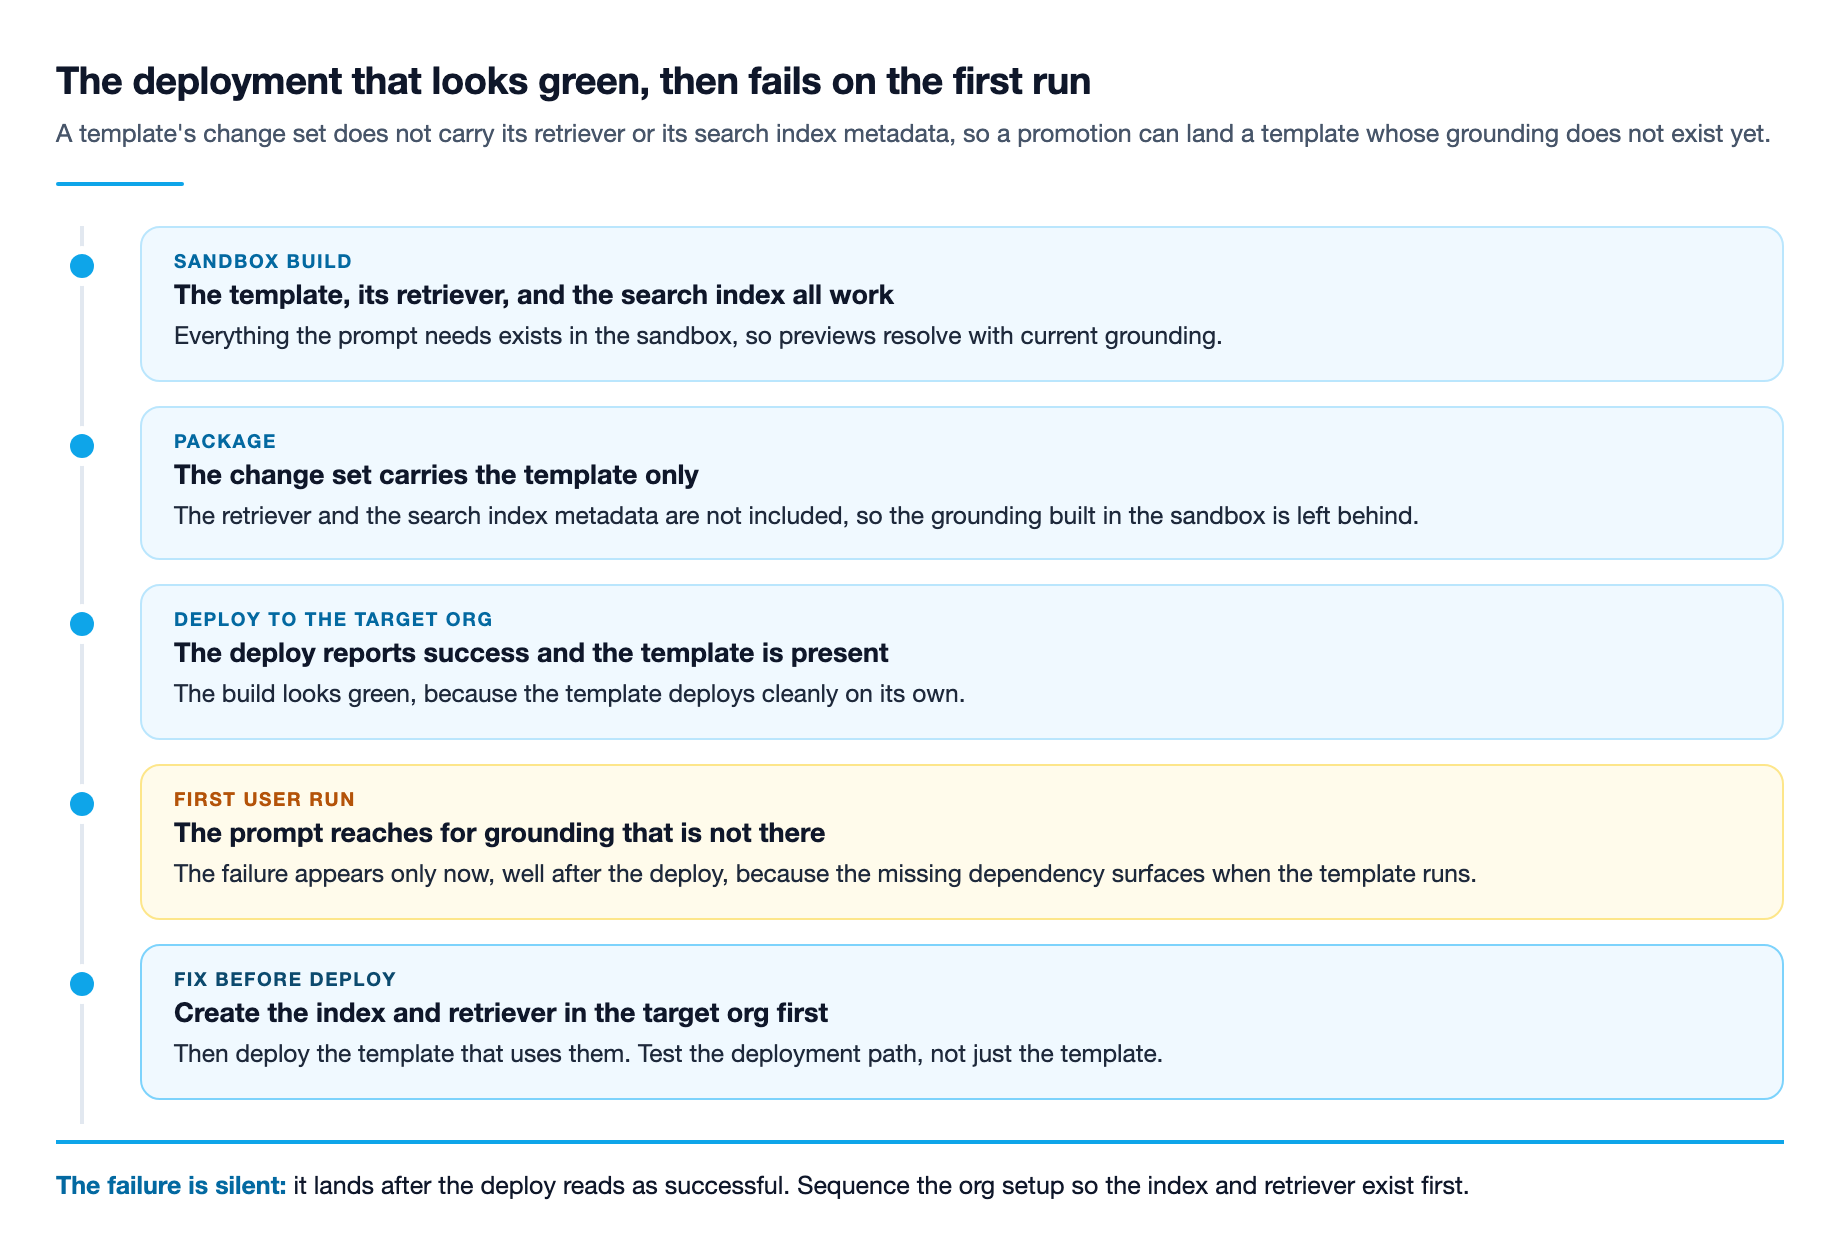 The deployment that looks green, then fails on the first run
A template's change set does not carry its retriever or its search index metadata, so a promotion can land a template whose grounding does not exist yet.
SANDBOX BUILD
The template, its retriever, and the search index all work
Everything the prompt needs exists in the sandbox, so previews resolve with current grounding.
PACKAGE
The change set carries the template only
The retriever and the search index metadata are not included, so the grounding built in the sandbox is left behind.
DEPLOY TO THE TARGET ORG
The deploy reports success and the template is present
The build looks green, because the template deploys cleanly on its own.
FIRST USER RUN
The prompt reaches for grounding that is not there
The failure appears only now, well after the deploy, because the missing dependency surfaces when the template runs.
FIX BEFORE DEPLOY
Create the index and retriever in the target org first
Then deploy the template that uses them. Test the deployment path, not just the template.
The failure is silent: it lands after the deploy reads as successful. Sequence the org setup so the index and retriever exist first.